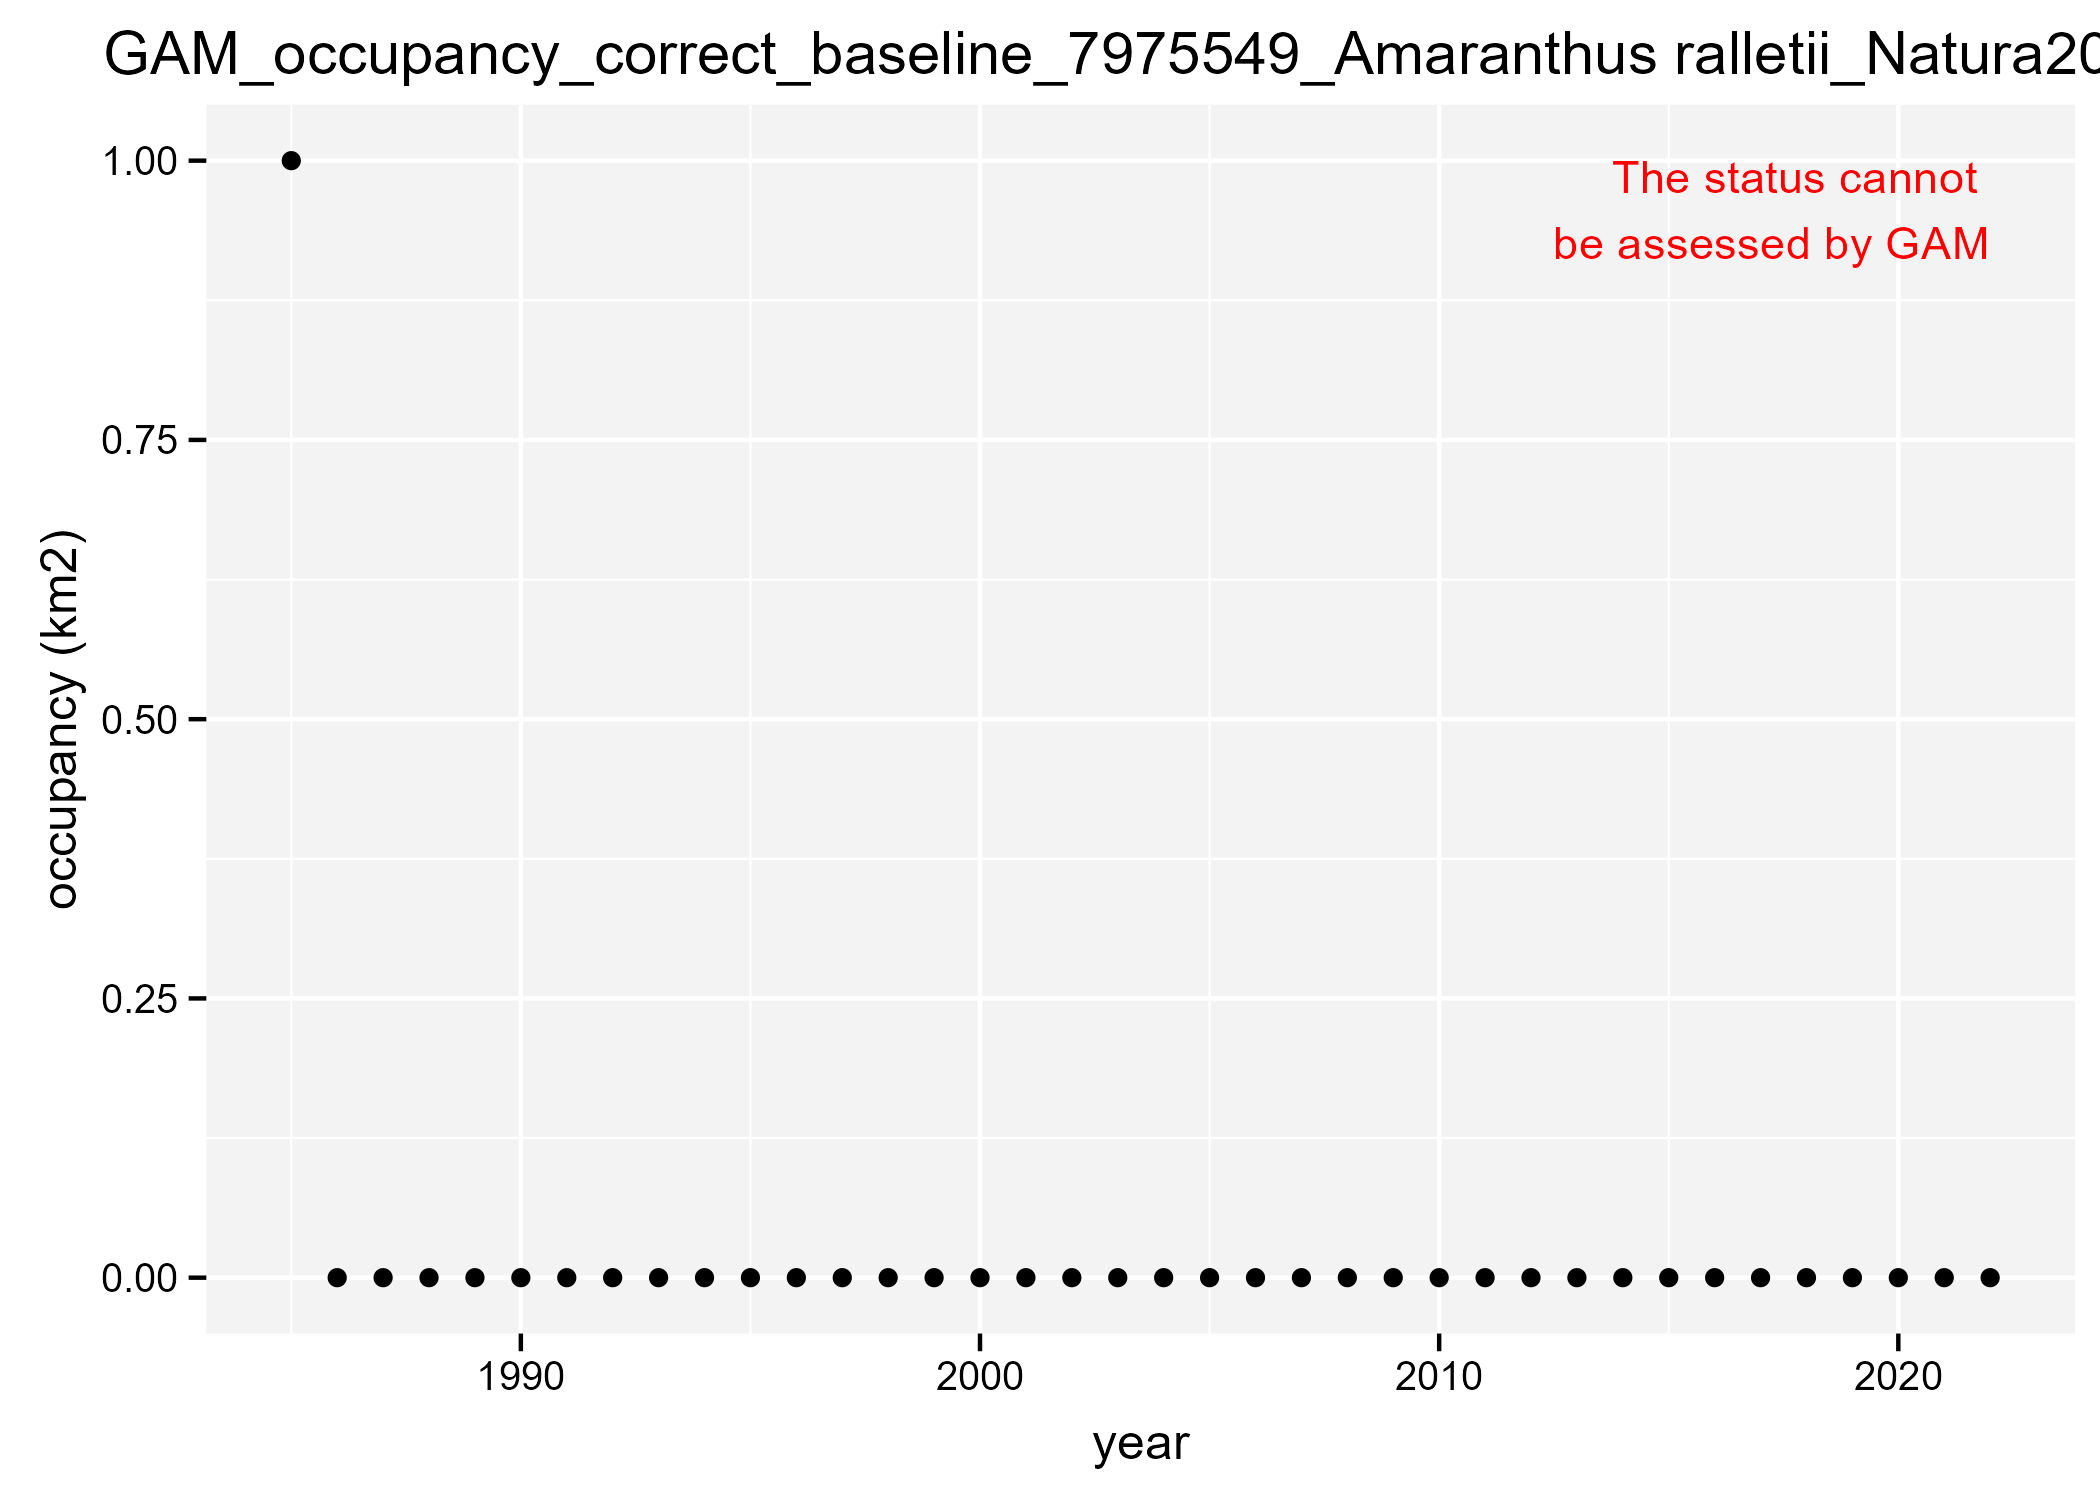 GAM_occupancy_correct_baseline_7975549_Amaranthus ralletii_Natura20
The status cannot
be assessed by GAM
1.00
0.75
0.50
0.25
0.00
occupancy (km2)
1990 2000 2010 2020
year